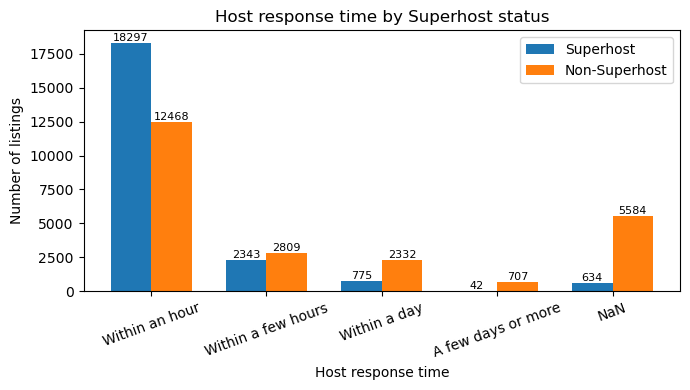 Host response time by Superhost status
Number of listings
17500
15000
12500
10000
7500
5000
2500
0
18297
12468
2343
2809
775
2332
42
707
634
5584
Superhost
Non-Superhost
Within an hour
Within a few hours
Within a day
A few days or more
NaN
Host response time